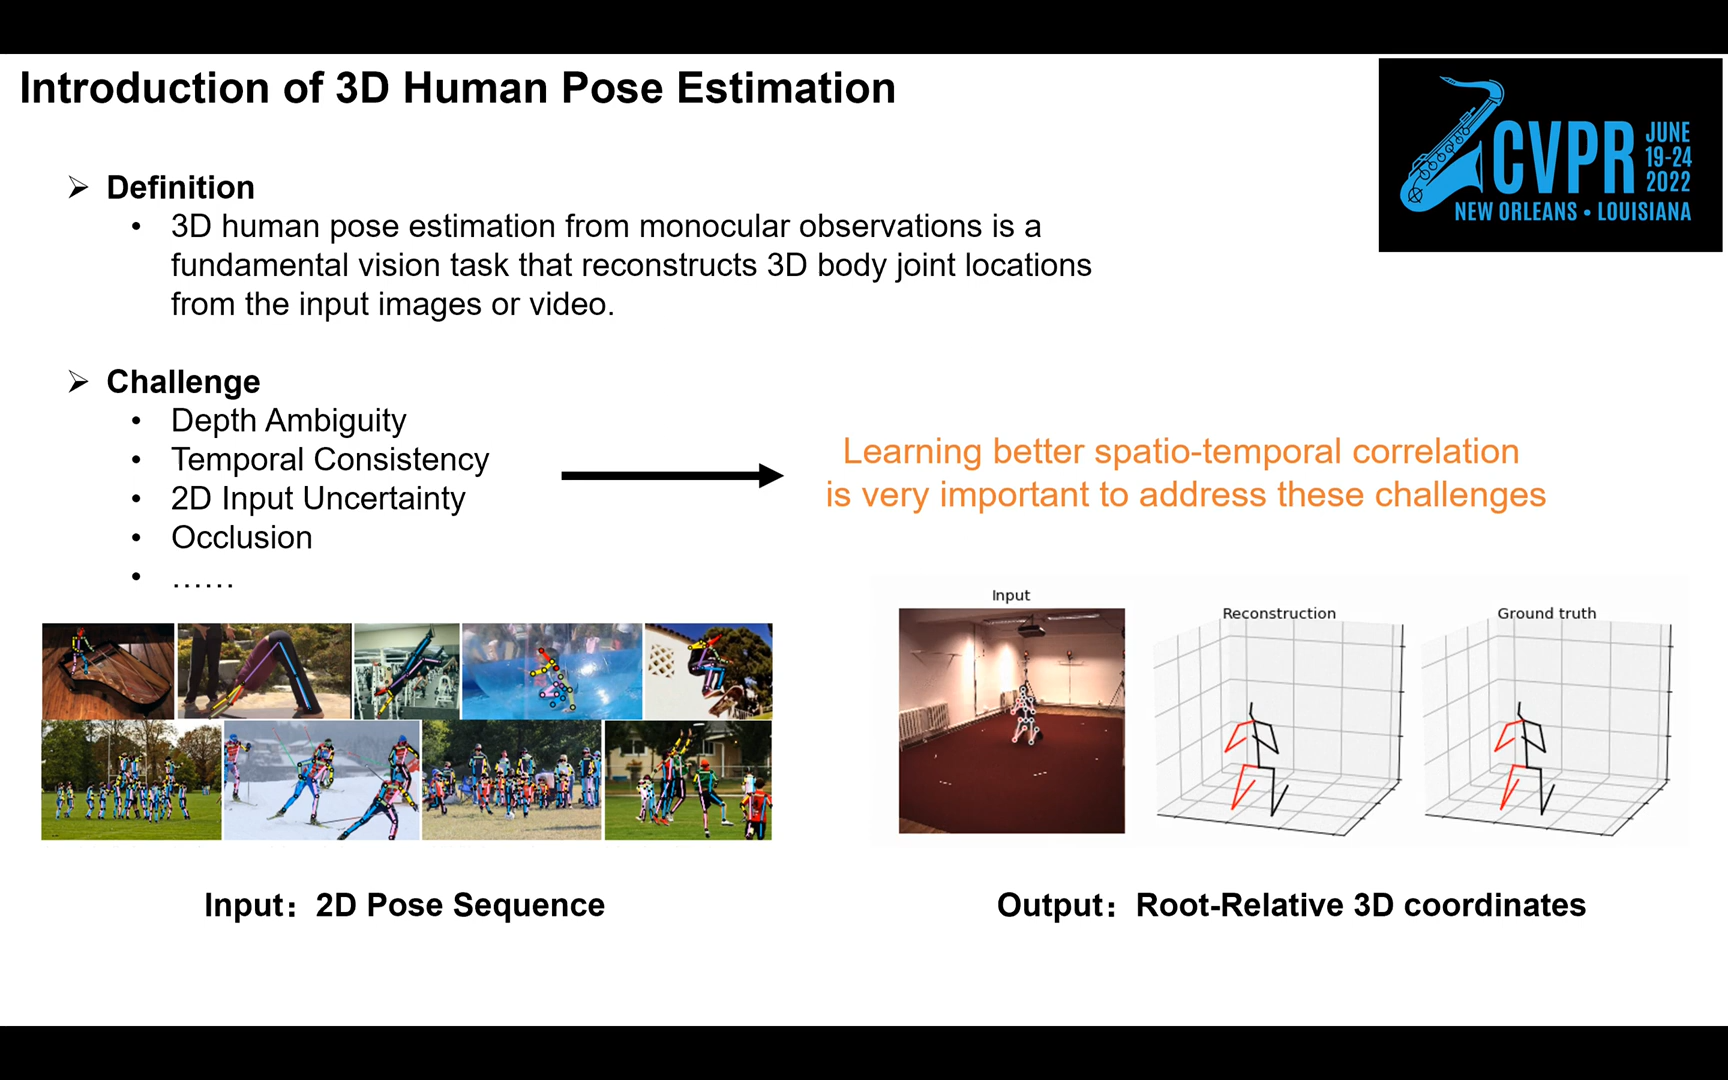 Introduction of 3D Human Pose Estimation
CVPR
JUNE
19-24
2022
NEW ORLEANS • LOUISIANA
➢ Definition
• 3D human pose estimation from monocular observations is a
fundamental vision task that reconstructs 3D body joint locations
from the input images or video.
➢ Challenge
• Depth Ambiguity
• Temporal Consistency
• 2D Input Uncertainty
• Occlusion
• ……
Learning better spatio-temporal correlation
is very important to address these challenges
Input
Reconstruction
Ground truth
Input：2D Pose Sequence
Output：Root-Relative 3D coordinates